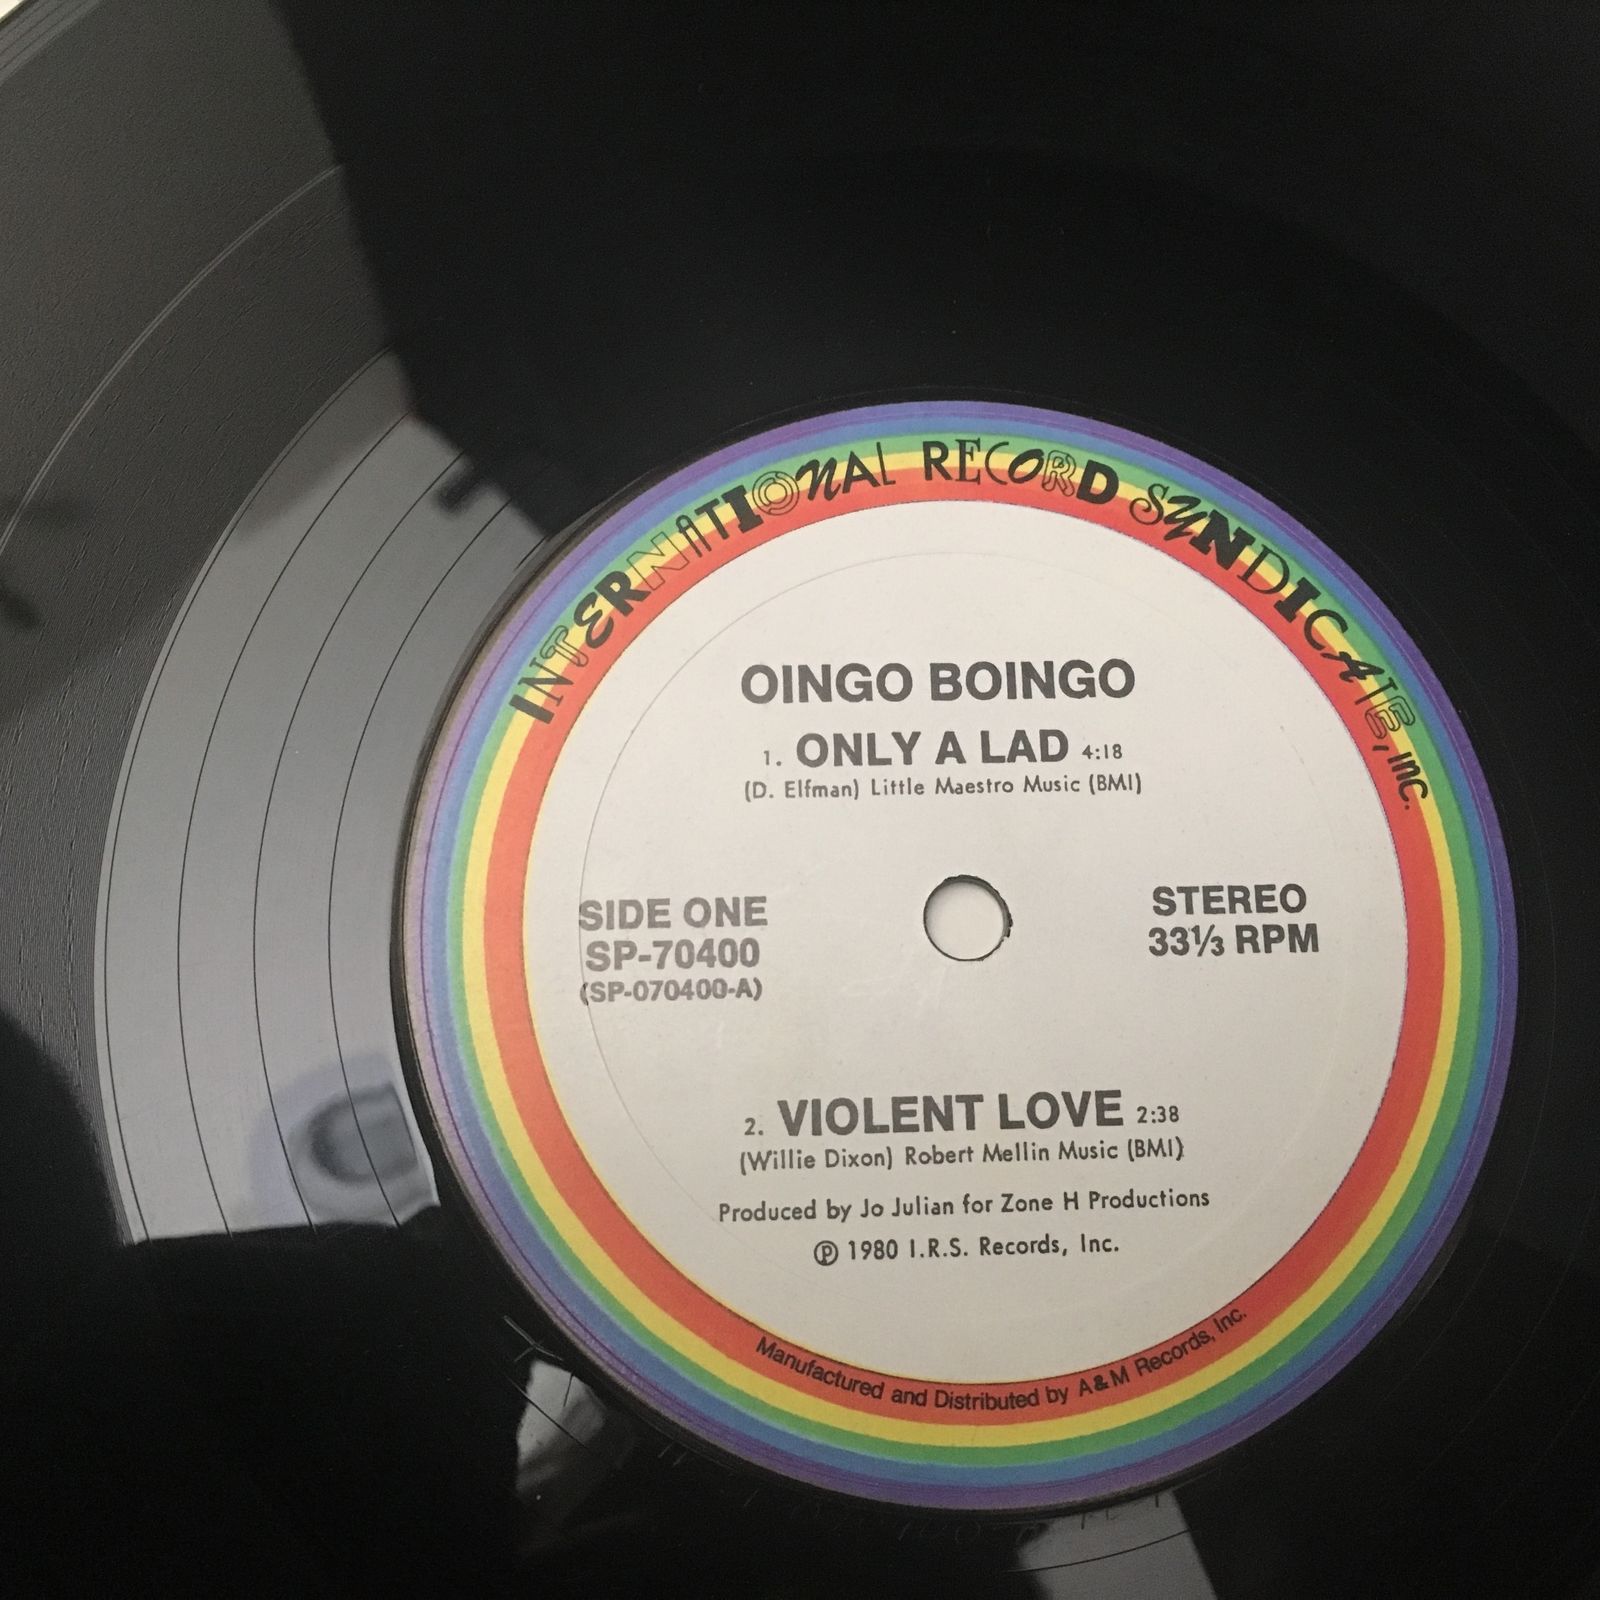 INTERNATIONAL RECORD SYNDICATE, INC.
OINGO BOINGO
1. ONLY A LAD 4:18
(D. Elfman) Little Maestro Music (BMI)
SIDE ONE
SP-70400
(SP-070400-A)
STEREO
33⅓ RPM
2. VIOLENT LOVE 2:38
(Willie Dixon) Robert Mellin Music (BMI)
Produced by Jo Julian for Zone H Productions
Ⓟ 1980 I.R.S. Records, Inc.
Manufactured and Distributed by A&M Records, Inc.